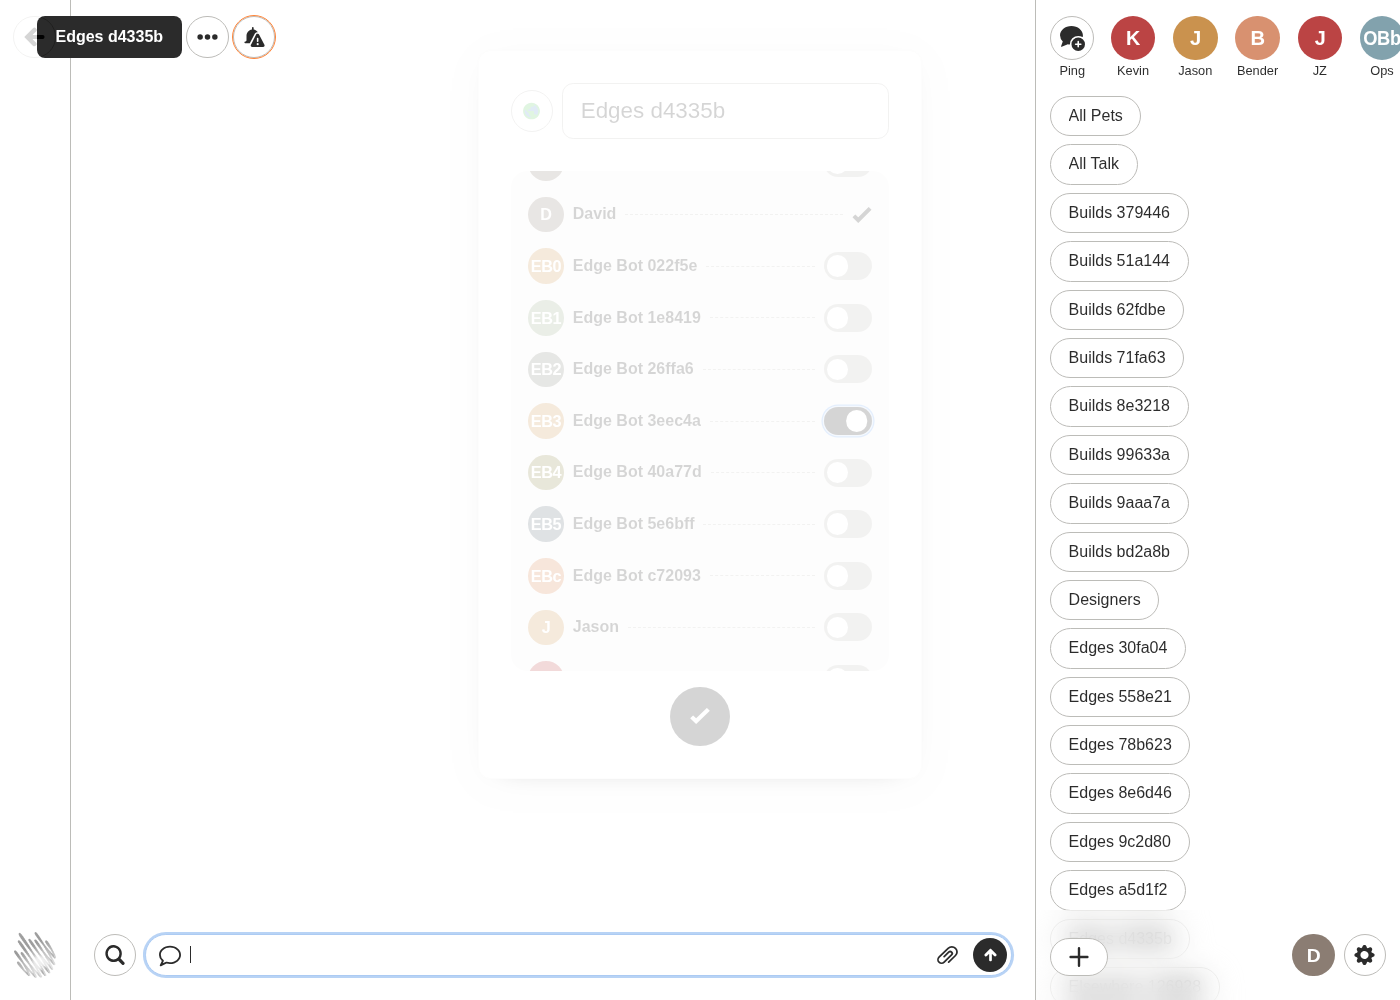 Edges d4335b
Edges d4335b
D David
EB0 Edge Bot 022f5e
EB1 Edge Bot 1e8419
EB2 Edge Bot 26ffa6
EB3 Edge Bot 3eec4a
EB4 Edge Bot 40a77d
EB5 Edge Bot 5e6bff
EBc Edge Bot c72093
J Jason
K J B J OBb
Ping Kevin Jason Bender JZ Ops
All Pets
All Talk
Builds 379446
Builds 51a144
Builds 62fdbe
Builds 71fa63
Builds 8e3218
Builds 99633a
Builds 9aaa7a
Builds bd2a8b
Designers
Edges 30fa04
Edges 558e21
Edges 78b623
Edges 8e6d46
Edges 9c2d80
Edges a5d1f2
Edges d4335b
D